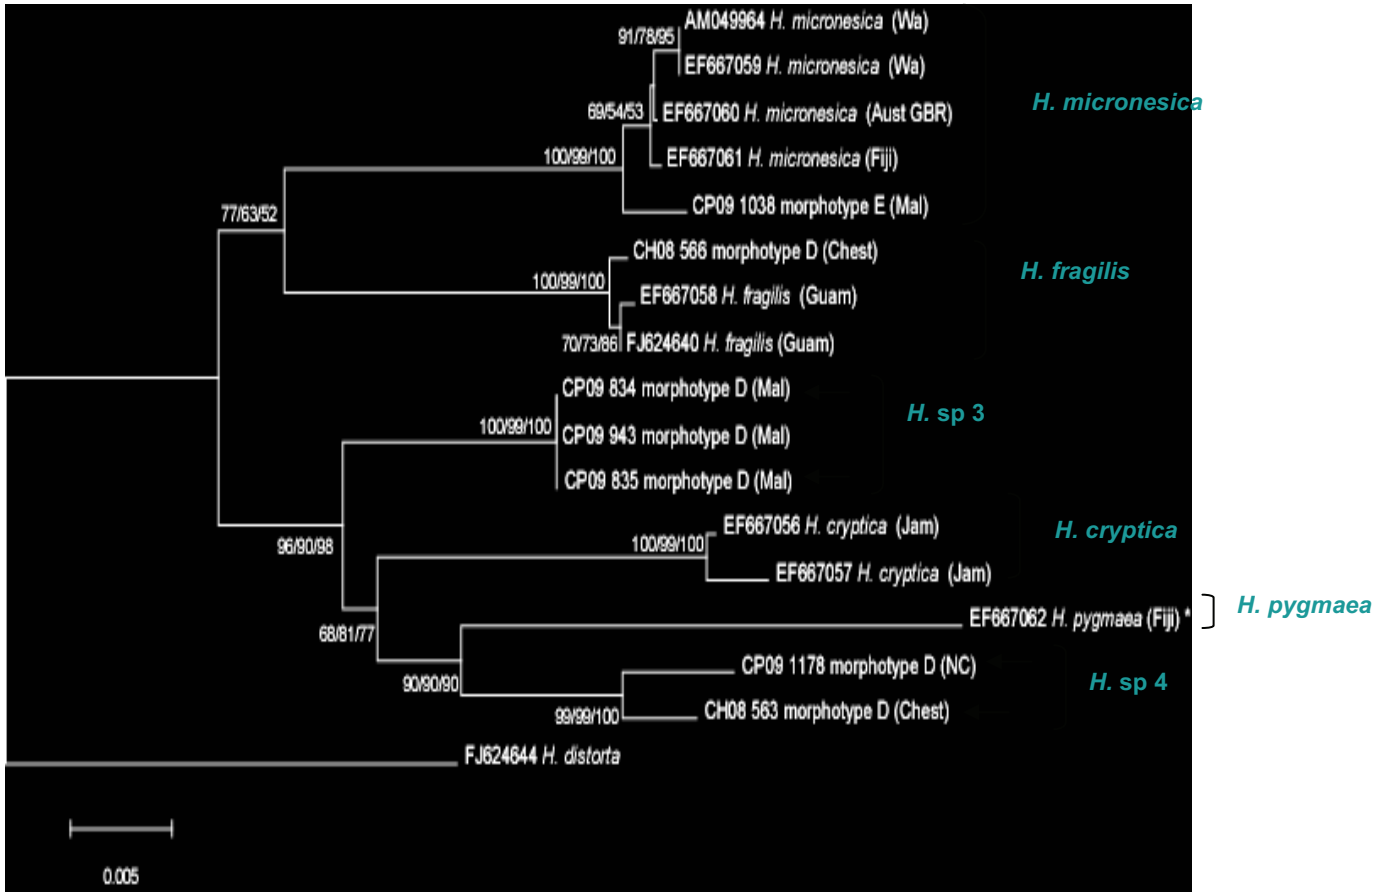 AM049964 H. micronesica (Wa)
91/78/95
EF667059 H. micronesica (Wa)
H. micronesica
69/54/53
EF667060 H. micronesica (Aust GBR)
100/99/100
EF667061 H. micronesica (Fiji)
CP09 1038 morphotype E (Mal)
77/63/52
CH08 566 morphotype D (Chest)
H. fragilis
100/99/100
EF667058 H. fragilis (Guam)
70/73/86
FJ624640 H. fragilis (Guam)
CP09 834 morphotype D (Mal)
H. sp 3
100/99/100
CP09 943 morphotype D (Mal)
CP09 835 morphotype D (Mal)
EF667056 H. cryptica (Jam)
H. cryptica
96/90/98
100/99/100
EF667057 H. cryptica (Jam)
H. pygmaea
EF667062 H. pygmaea (Fiji) *
68/81/77
CP09 1178 morphotype D (NC)
H. sp 4
90/90/90
CH08 563 morphotype D (Chest)
99/99/100
FJ624644 H. distorta
0.005